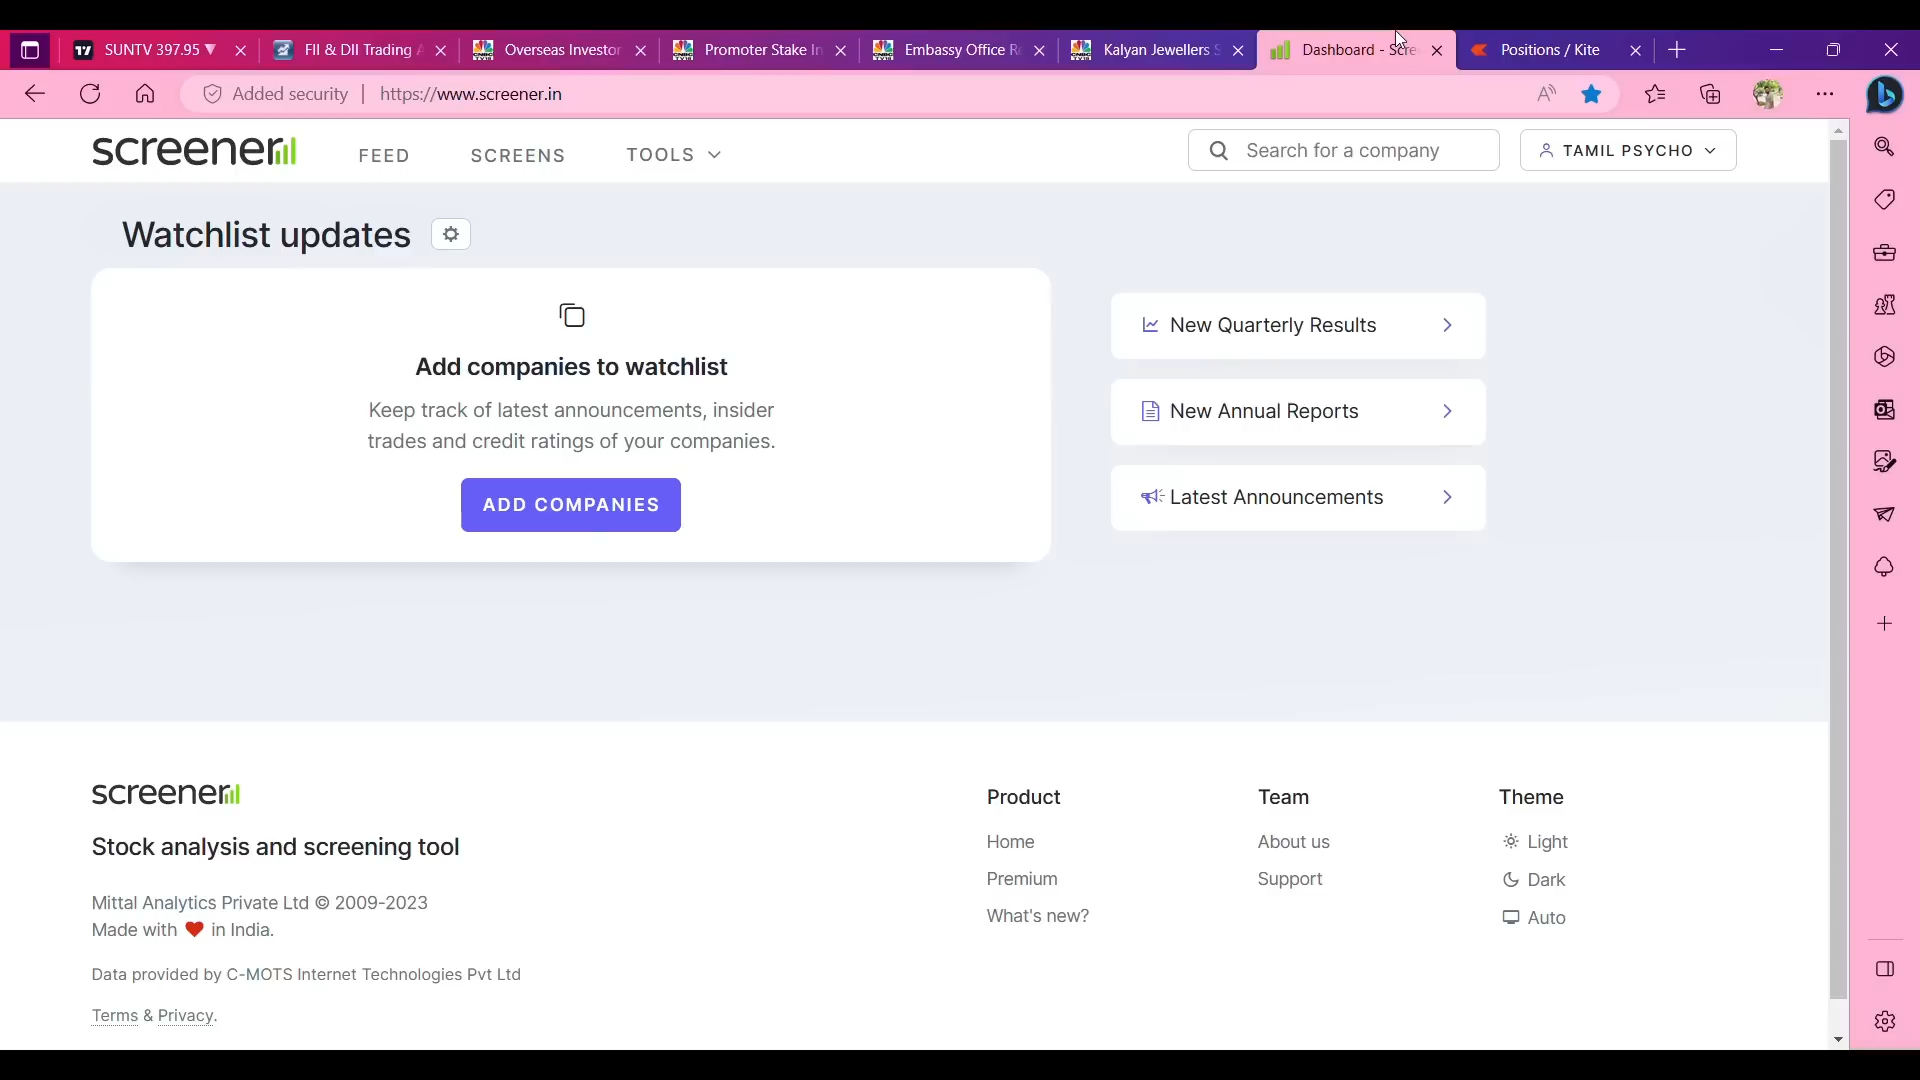 SUNTV 397.95 ▼
FII & DII Trading A
Overseas Investor
Promoter Stake In
Embassy Office Re
Kalyan Jewellers S
Dashboard - Scree
Positions / Kite
Added security
https://www.screener.in
screener
FEED
SCREENS
TOOLS
Search for a company
TAMIL PSYCHO
Watchlist updates
Add companies to watchlist
Keep track of latest announcements, insider
trades and credit ratings of your companies.
ADD COMPANIES
New Quarterly Results
New Annual Reports
Latest Announcements
screener
Stock analysis and screening tool
Mittal Analytics Private Ltd © 2009-2023
Made with ❤ in India.
Data provided by C-MOTS Internet Technologies Pvt Ltd
Terms & Privacy.
Product
Home
Premium
What's new?
Team
About us
Support
Theme
Light
Dark
Auto